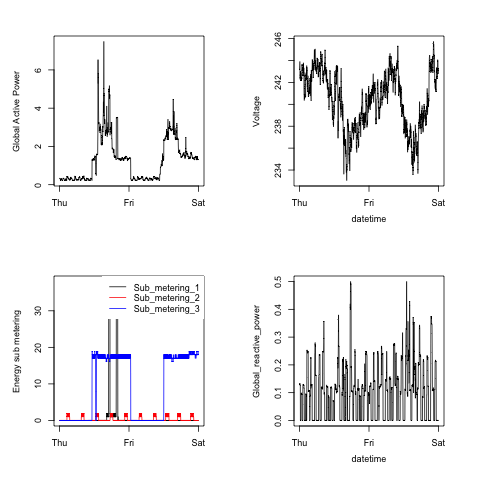 Global Active Power
6
4
2
0
Thu Fri Sat
Voltage
246
242
238
234
Thu Fri Sat
datetime
Energy sub metering
30
20
10
0
Sub_metering_1
Sub_metering_2
Sub_metering_3
Thu Fri Sat
Global_reactive_power
0.5
0.4
0.3
0.2
0.1
0.0
Thu Fri Sat
datetime